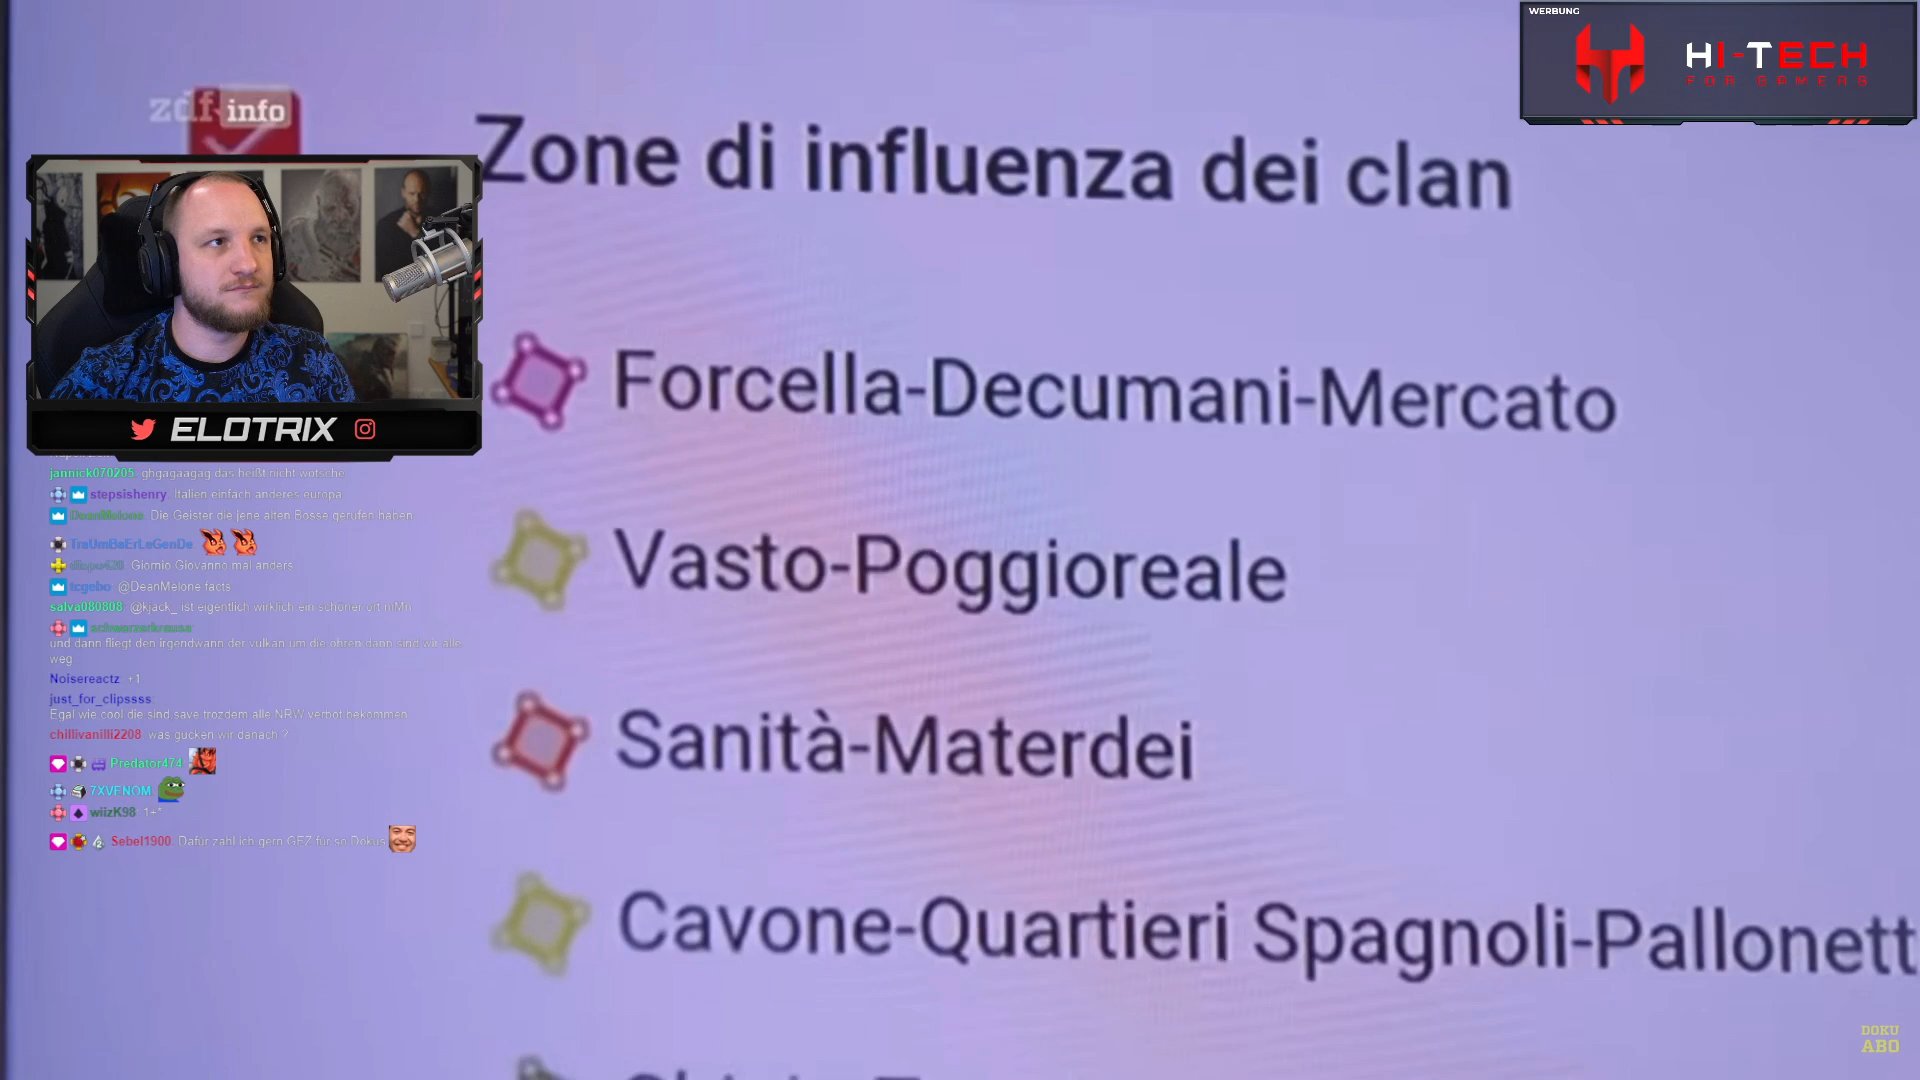 WERBUNG
HI-TECH
FOR GAMERS
zdf info
Zone di influenza dei clan
Forcella-Decumani-Mercato
Vasto-Poggioreale
Sanità-Materdei
Cavone-Quartieri Spagnoli-Pallonett
ELOTRIX
jannick070205 ghgagaagag das heißt nicht wotsche
stepsishenry Italien einfach anderes europa
DeanMelone Die Geister die jene alten Bosse gerufen haben
TraUmBaErLeGenDe
Giornio Giovanno mal anders
tcgebo @DeanMelone facts
salva080808 @kjack_ ist eigentlich wirklich ein schöner ort niMn
und dann fliegt den irgendwann der vulkan um die ohren dann sind wir alle
weg
Noisereactz +1
just_for_clipssss
Egal wie cool die sind save trozdem alle NRW verbot bekommen
chillivanilli2208 was gucken wir danach ?
Predator474
7XVENOM
wiizK98 1+*
Sebel1900 Dafür zahl ich gern GEZ für so Dokus
DOKU
ABO